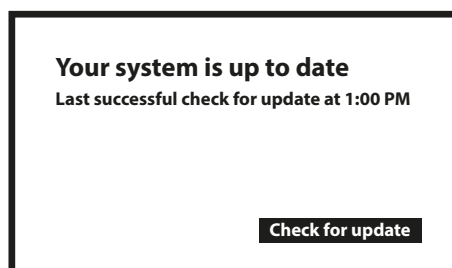 Your system is up to date
Last successful check for update at 1:00 PM
Check for update